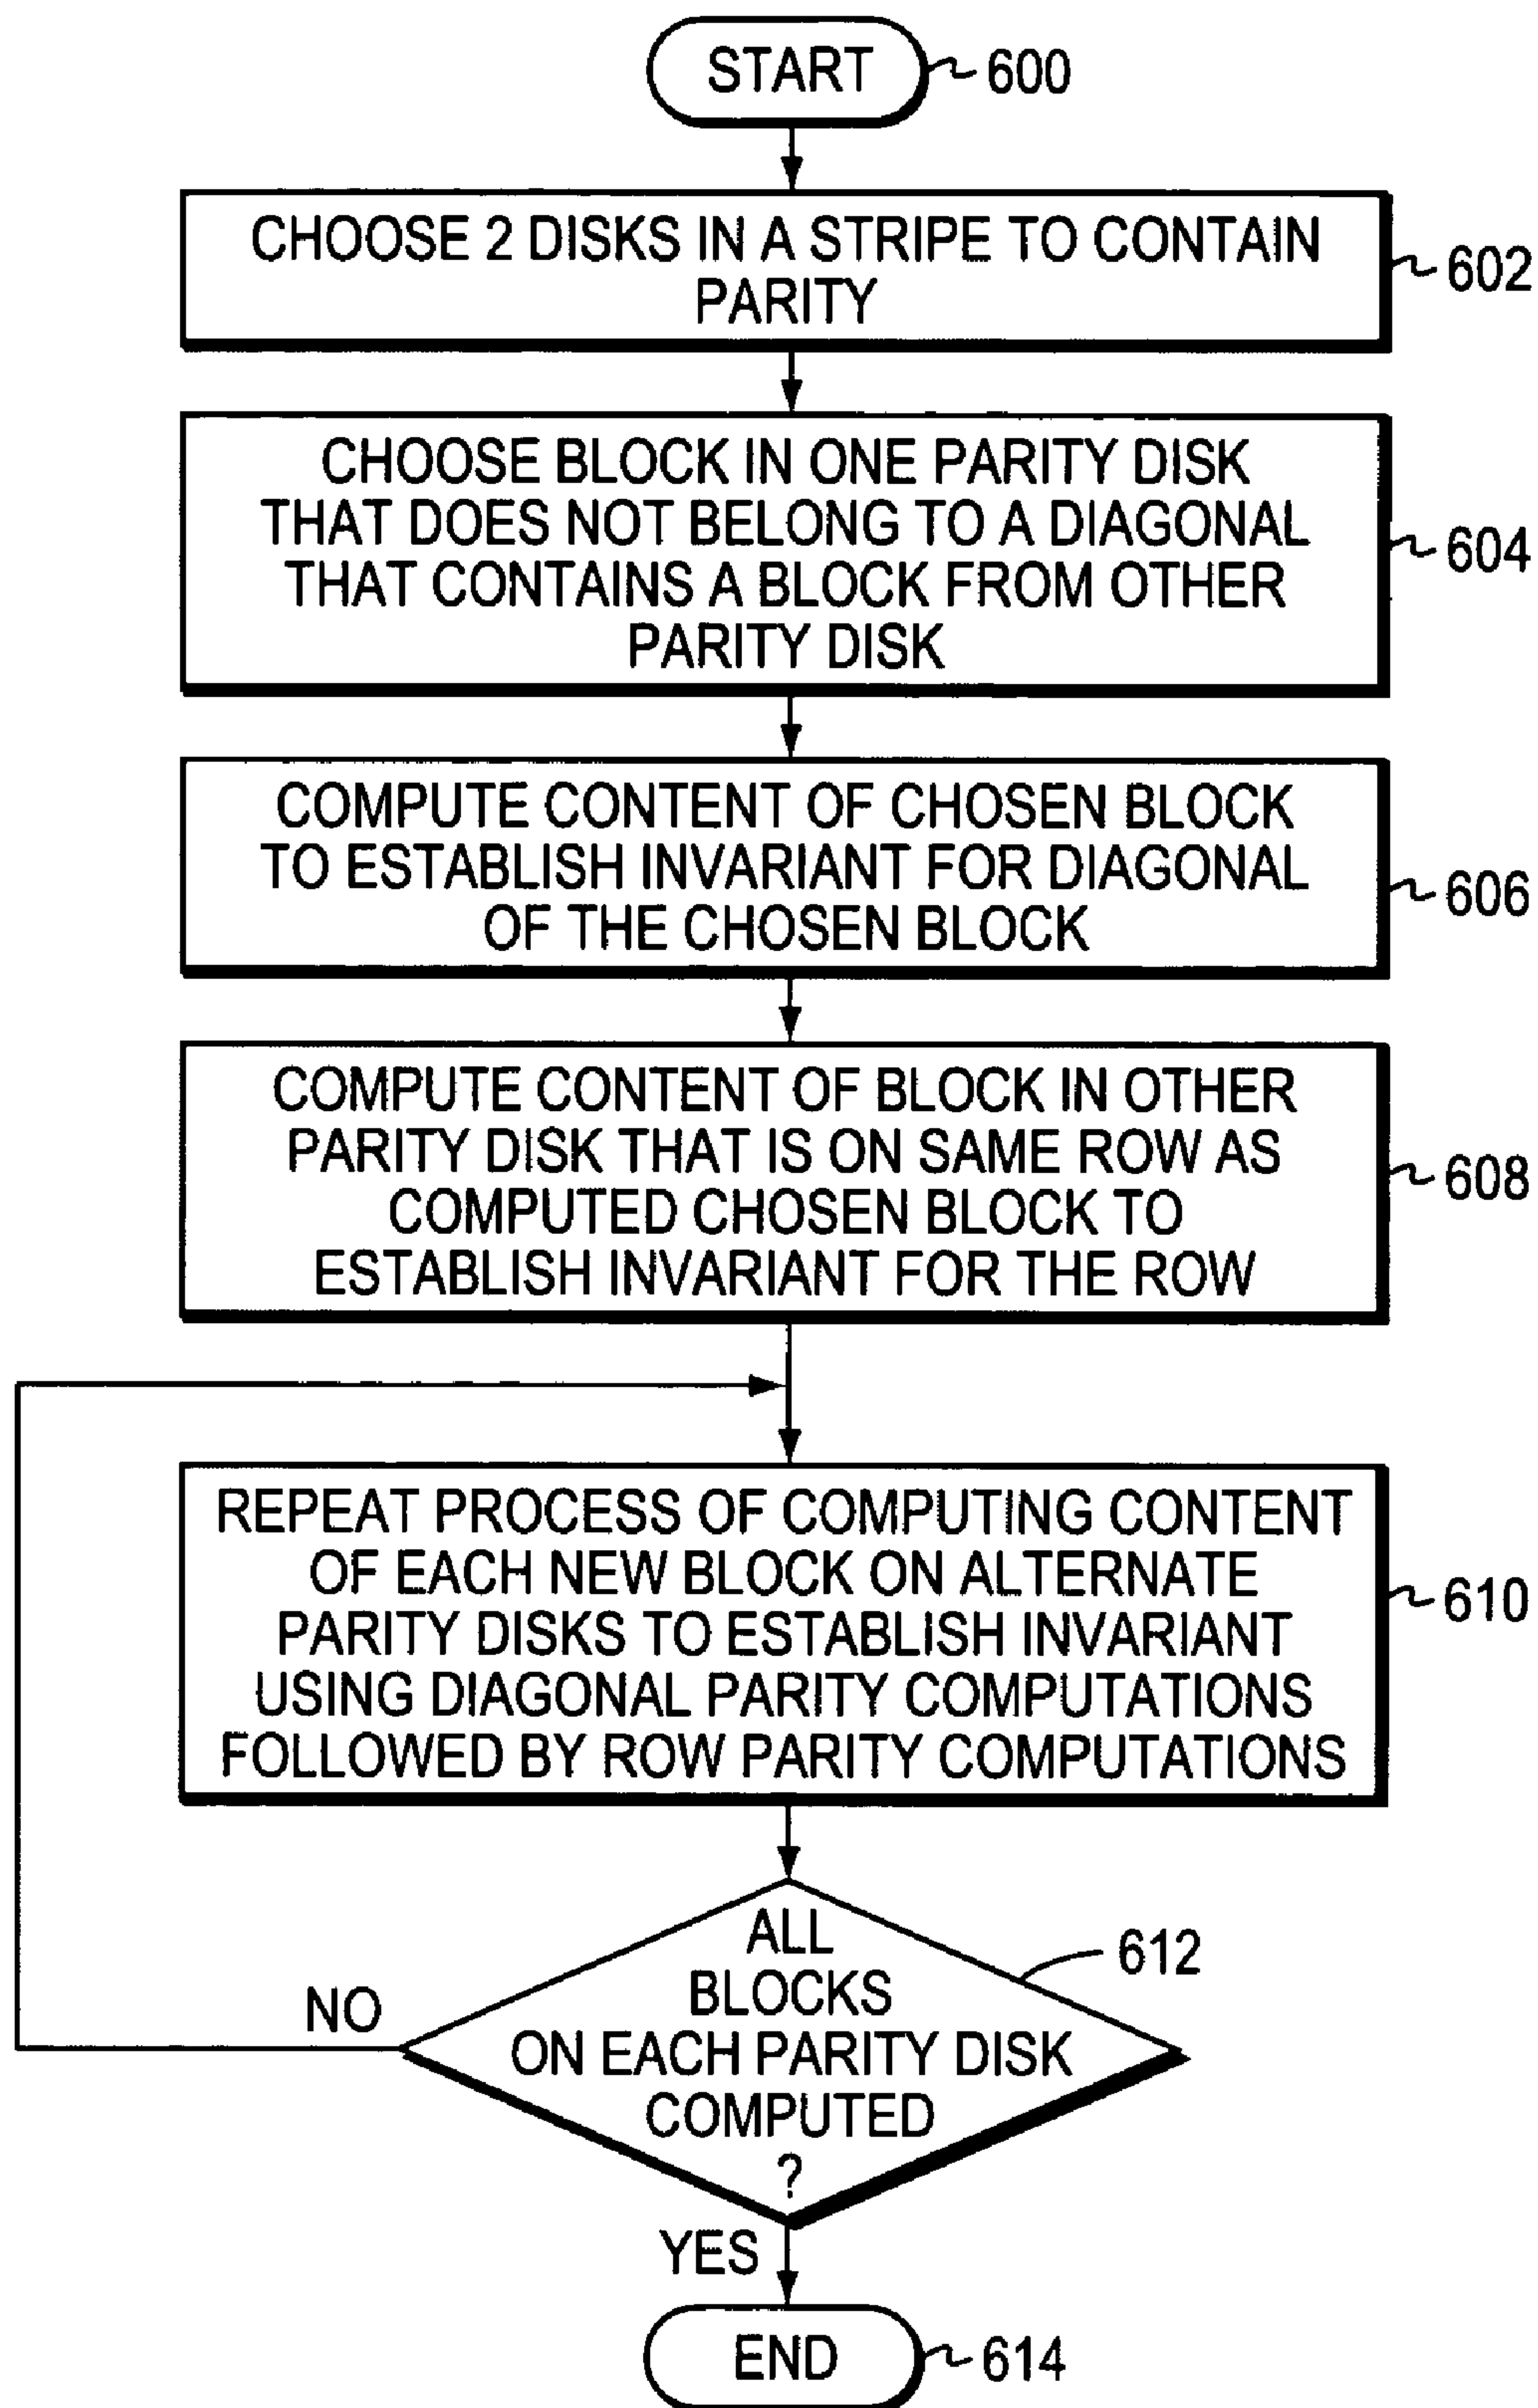 START
600
CHOOSE 2 DISKS IN A STRIPE TO CONTAIN
PARITY
602
CHOOSE BLOCK IN ONE PARITY DISK
THAT DOES NOT BELONG TO A DIAGONAL
THAT CONTAINS A BLOCK FROM OTHER
PARITY DISK
604
COMPUTE CONTENT OF CHOSEN BLOCK
TO ESTABLISH INVARIANT FOR DIAGONAL
OF THE CHOSEN BLOCK
606
COMPUTE CONTENT OF BLOCK IN OTHER
PARITY DISK THAT IS ON SAME ROW AS
COMPUTED CHOSEN BLOCK TO
ESTABLISH INVARIANT FOR THE ROW
608
REPEAT PROCESS OF COMPUTING CONTENT
OF EACH NEW BLOCK ON ALTERNATE
PARITY DISKS TO ESTABLISH INVARIANT
USING DIAGONAL PARITY COMPUTATIONS
FOLLOWED BY ROW PARITY COMPUTATIONS
610
ALL
BLOCKS
ON EACH PARITY DISK
COMPUTED
?
612
NO
YES
END
614